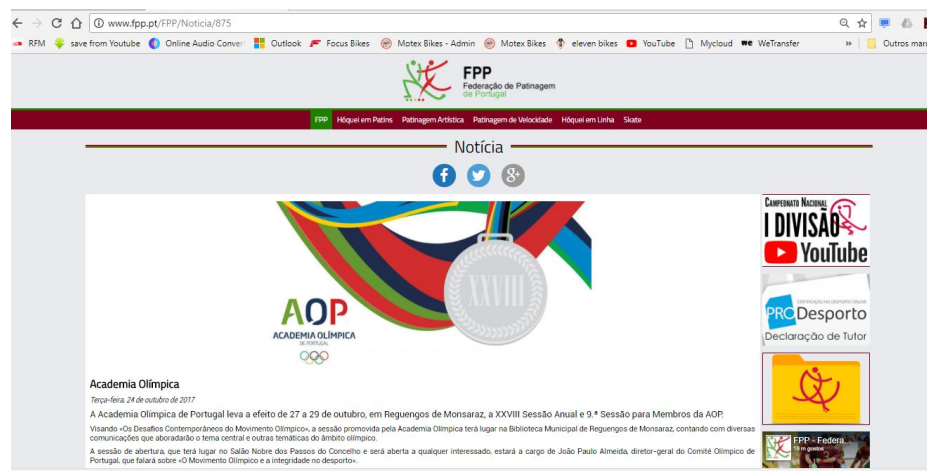 www.fpp.pt/FPP/Noticia/875
RFM save from Youtube Online Audio Conver Outlook Focus Bikes Motex Bikes - Admin Motex Bikes eleven bikes YouTube Mycloud WeTransfer » Outros mar
FPP
Federação de Patinagem
de Portugal
FPP Hóquei em Patins Patinagem Artística Patinagem de Velocidade Hóquei em Linha Skate
Notícia
CAMPEONATO NACIONAL
I DIVISÃO
YouTube
XXVIII
AOP
ACADEMIA OLÍMPICA
DE PORTUGAL
PRODesporto
Declaração de Tutor
Academia Olímpica
Terça-feira, 24 de outubro de 2017
A Academia Olímpica de Portugal leva a efeito de 27 a 29 de outubro, em Reguengos de Monsaraz, a XXVIII Sessão Anual e 9.ª Sessão para Membros da AOP.
Visando «Os Desafios Contemporâneos do Movimento Olímpico», a sessão promovida pela Academia Olímpica terá lugar na Biblioteca Municipal de Reguengos de Monsaraz, contando com diversas
comunicações que aboradarão o tema central e outras temáticas do âmbito olímpico.
A sessão de abertura, que terá lugar no Salão Nobre dos Passos do Concelho e será aberta a qualquer interessado, estará a cargo de João Paulo Almeida, diretor-geral do Comité Olímpico de
Portugal, que falará sobre «O Movimento Olímpico e a integridade no desporto».
FPP - Federa...
gostos